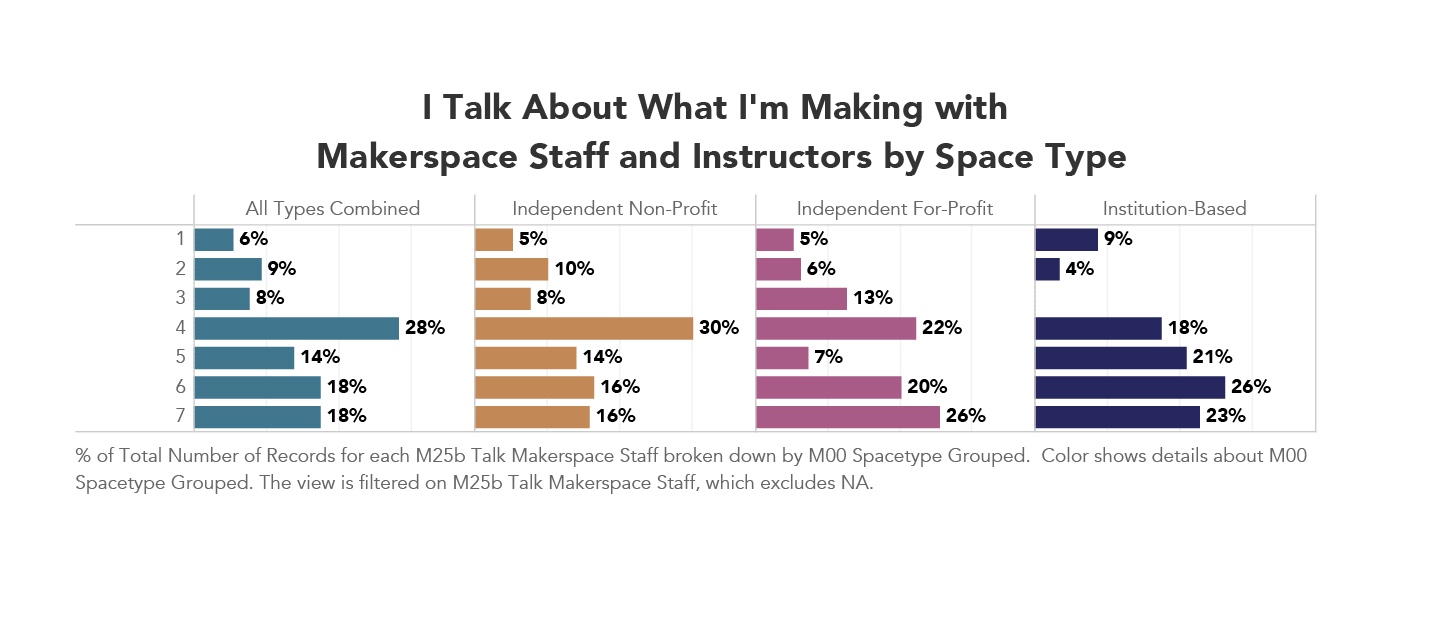 I Talk About What I'm Making with
Makerspace Staff and Instructors by Space Type
All Types Combined Independent Non-Profit Independent For-Profit Institution-Based
1 6% 5% 5% 9%
2 9% 10% 6% 4%
3 8% 8% 13%
4 28% 30% 22% 18%
5 14% 14% 7% 21%
6 18% 16% 20% 26%
7 18% 16% 26% 23%
% of Total Number of Records for each M25b Talk Makerspace Staff broken down by M00 Spacetype Grouped. Color shows details about M00
Spacetype Grouped. The view is filtered on M25b Talk Makerspace Staff, which excludes NA.